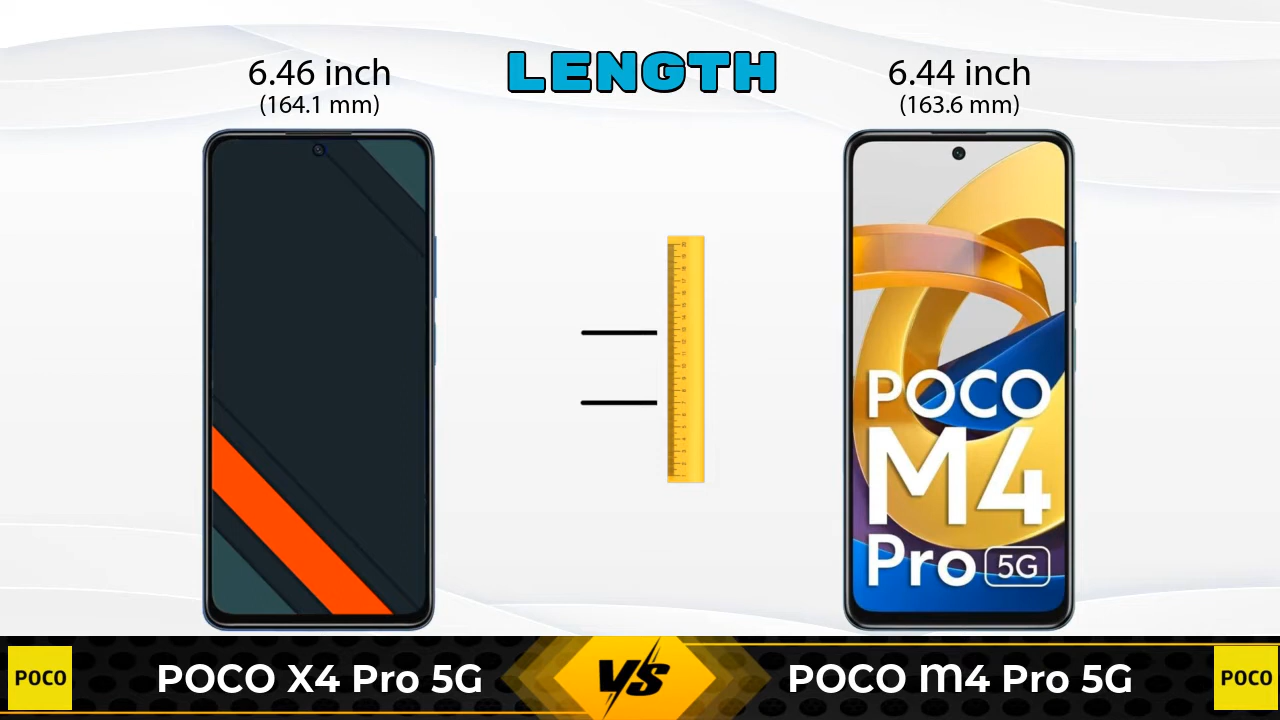 LENGTH
6.46 inch
(164.1 mm)
6.44 inch
(163.6 mm)
POCO
M4
Pro 5G
POCO
POCO X4 Pro 5G
VS
POCO M4 Pro 5G
POCO